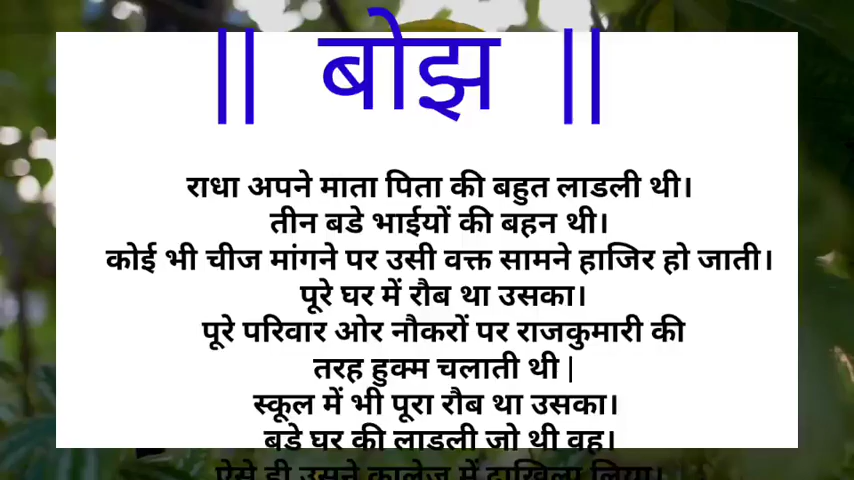 || बोझ ||
राधा अपने माता पिता की बहुत लाडली थी।
तीन बडे भाईयों की बहन थी।
कोई भी चीज मांगने पर उसी वक्त सामने हाजिर हो जाती।
पूरे घर में रौब था उसका।
पूरे परिवार ओर नौकरों पर राजकुमारी की
तरह हुक्म चलाती थी|
स्कूल में भी पूरा रौब था उसका।
बडे घर की लाडली जो थी वह।
ऐसे ही उसने कालेज में दाखिला लिया।